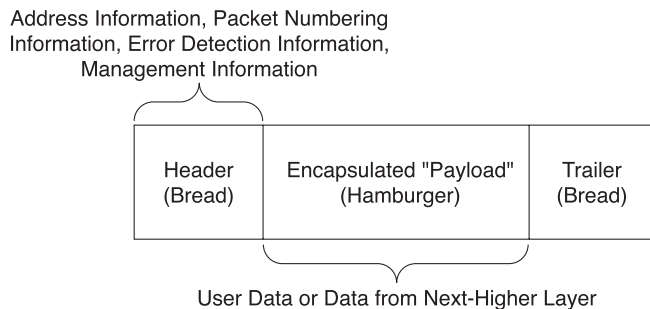 Address Information, Packet Numbering
Information, Error Detection Information,
Management Information
Header
(Bread)
Encapsulated "Payload"
(Hamburger)
Trailer
(Bread)
User Data or Data from Next-Higher Layer